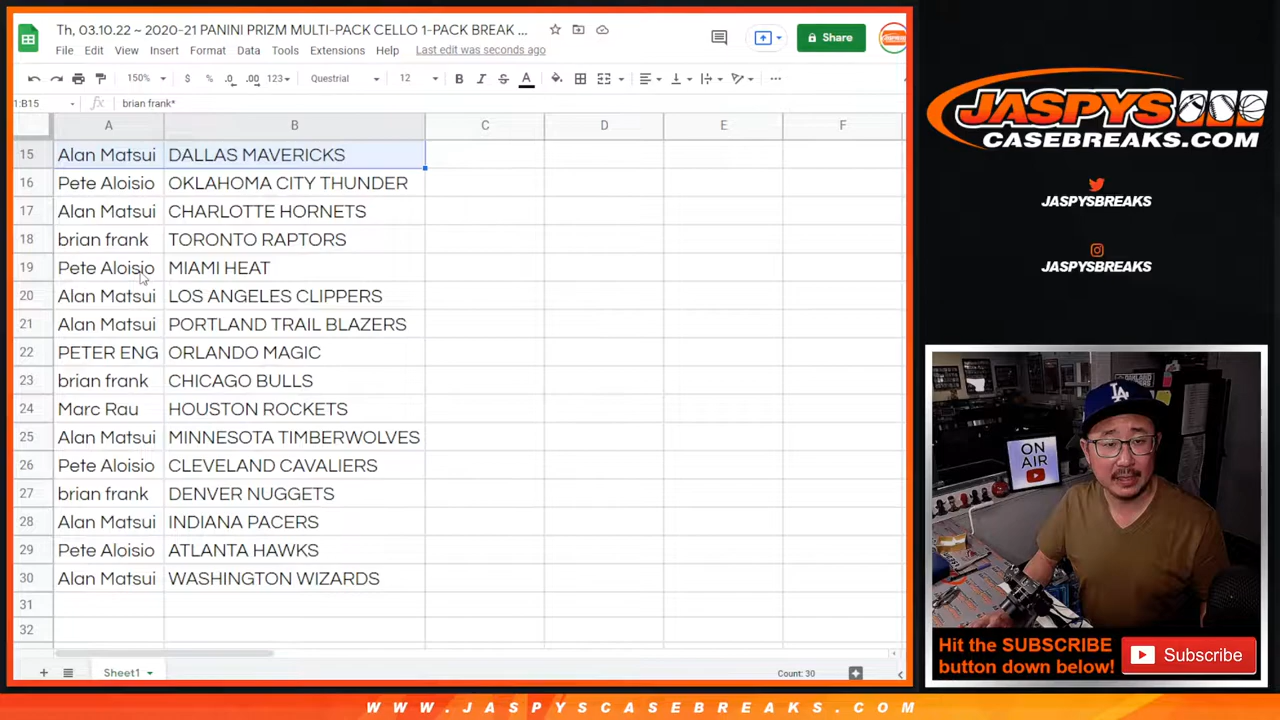 Th, 03.10.22 ~ 2020-21 PANINI PRIZM MULTI-PACK CELLO 1-PACK BREAK ...
File Edit View Insert Format Data Tools Extensions Help Last edit was seconds ago
Share
150% $ % .0 .00 123 Questrial 12 B I S A
1:B15 fx brian frank*
A B C D E F
15 Alan Matsui DALLAS MAVERICKS
16 Pete Aloisio OKLAHOMA CITY THUNDER
17 Alan Matsui CHARLOTTE HORNETS
18 brian frank TORONTO RAPTORS
19 Pete Aloisio MIAMI HEAT
20 Alan Matsui LOS ANGELES CLIPPERS
21 Alan Matsui PORTLAND TRAIL BLAZERS
22 PETER ENG ORLANDO MAGIC
23 brian frank CHICAGO BULLS
24 Marc Rau HOUSTON ROCKETS
25 Alan Matsui MINNESOTA TIMBERWOLVES
26 Pete Aloisio CLEVELAND CAVALIERS
27 brian frank DENVER NUGGETS
28 Alan Matsui INDIANA PACERS
29 Pete Aloisio ATLANTA HAWKS
30 Alan Matsui WASHINGTON WIZARDS
31
32
Sheet1
Count: 30
JASPYS
CASEBREAKS.COM
JASPYSBREAKS
JASPYSBREAKS
LA
ON
AIR
Hit the SUBSCRIBE
button down below!
Subscribe
WWW.JASPYSCASEBREAKS.COM